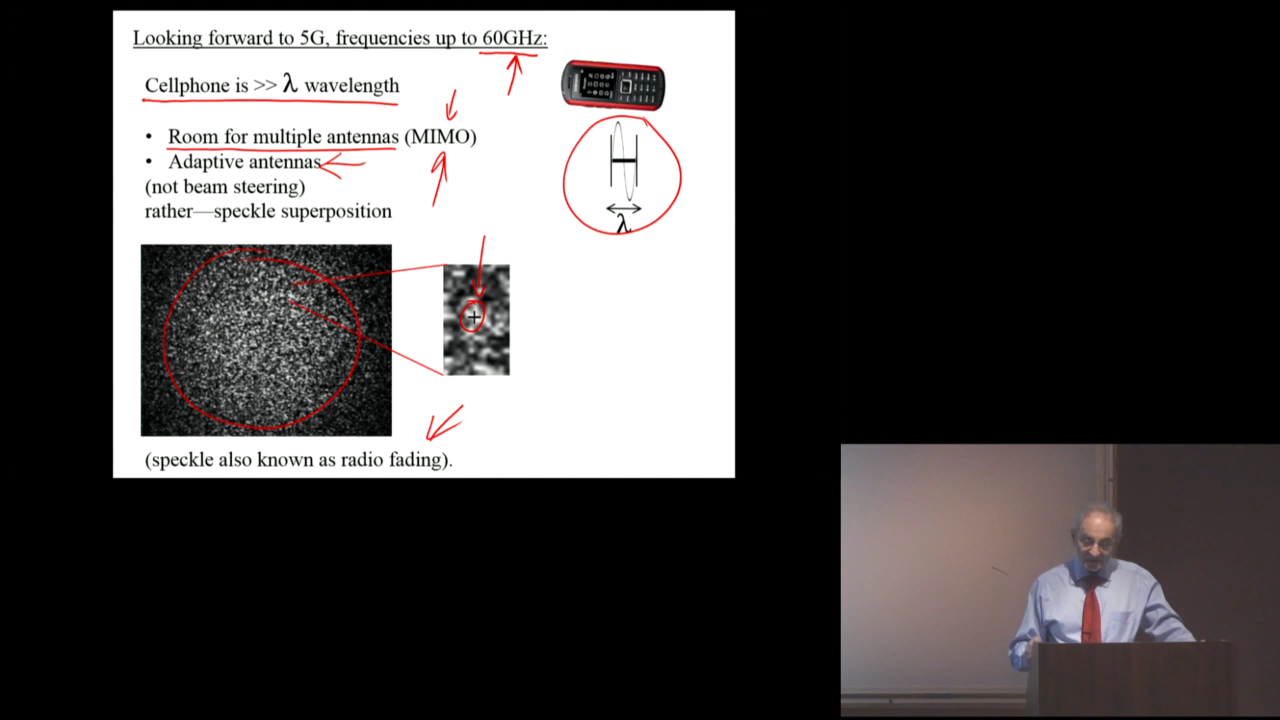 Looking forward to 5G, frequencies up to 60GHz:
Cellphone is >> λ wavelength
• Room for multiple antennas (MIMO)
• Adaptive antennas
(not beam steering)
rather—speckle superposition
λ
(speckle also known as radio fading).